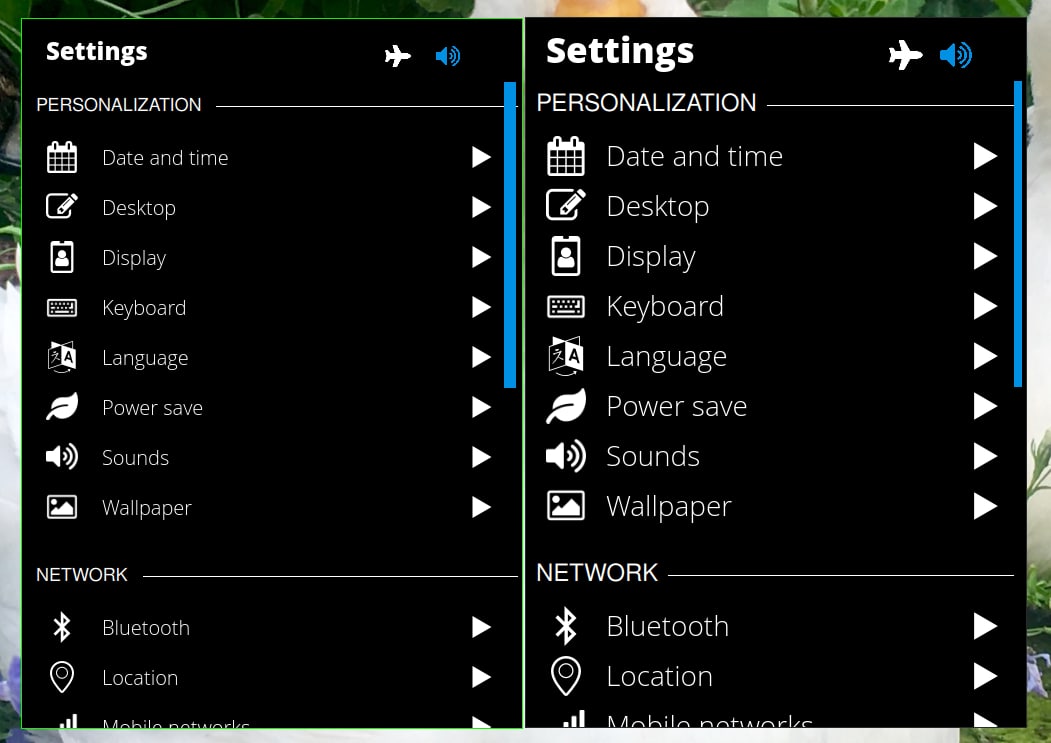 Settings
PERSONALIZATION
Date and time
Desktop
Display
Keyboard
Language
Power save
Sounds
Wallpaper
NETWORK
Bluetooth
Location
Mobile networks
Settings
PERSONALIZATION
Date and time
Desktop
Display
Keyboard
Language
Power save
Sounds
Wallpaper
NETWORK
Bluetooth
Location
Mobile networks